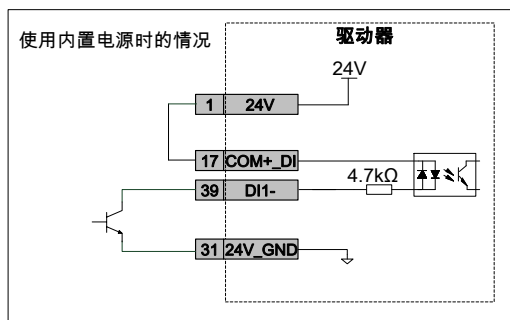 使用内置电源时的情况
驱动器
24V
1 24V
17 COM+_DI
4.7kΩ
39 DI1-
31 24V_GND